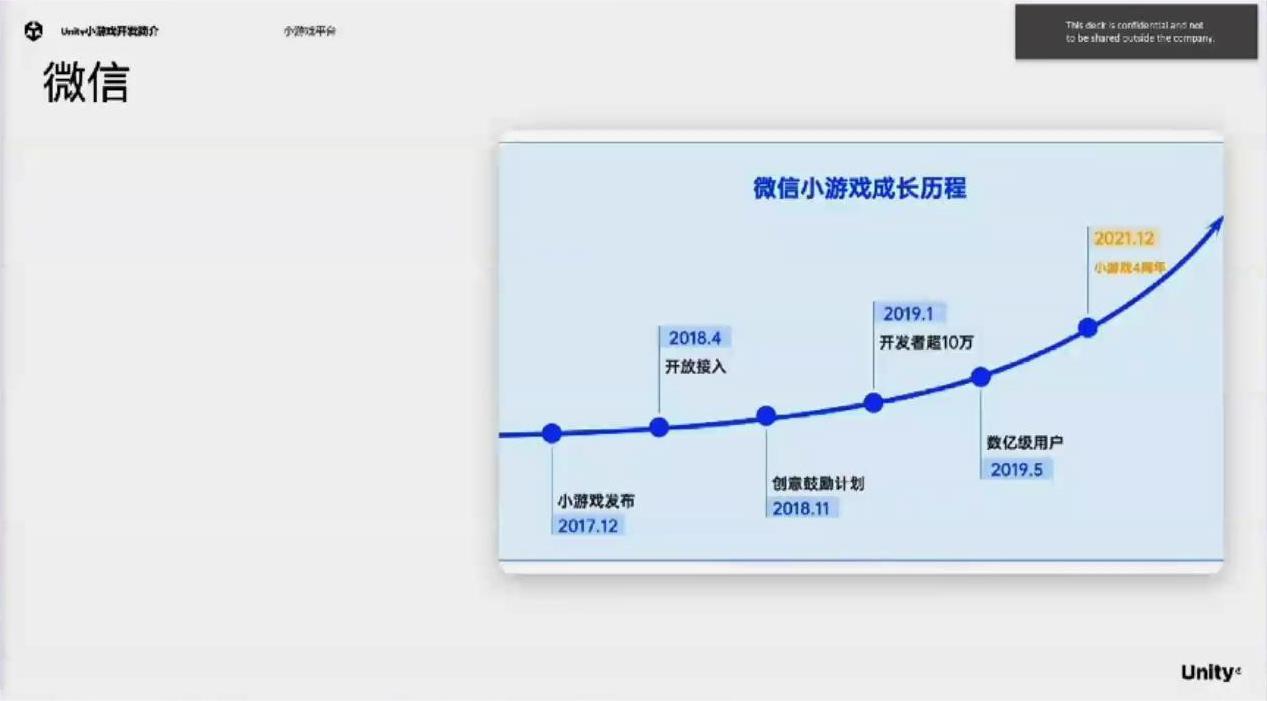 Unity小游戏开发简介
小游戏平台
This deck is confidential and not
to be shared outside the company.
微信
微信小游戏成长历程
2021.12
小游戏4周年
2019.1
开发者超10万
2018.4
开放接入
数亿级用户
2019.5
创意鼓励计划
2018.11
小游戏发布
2017.12
Unity